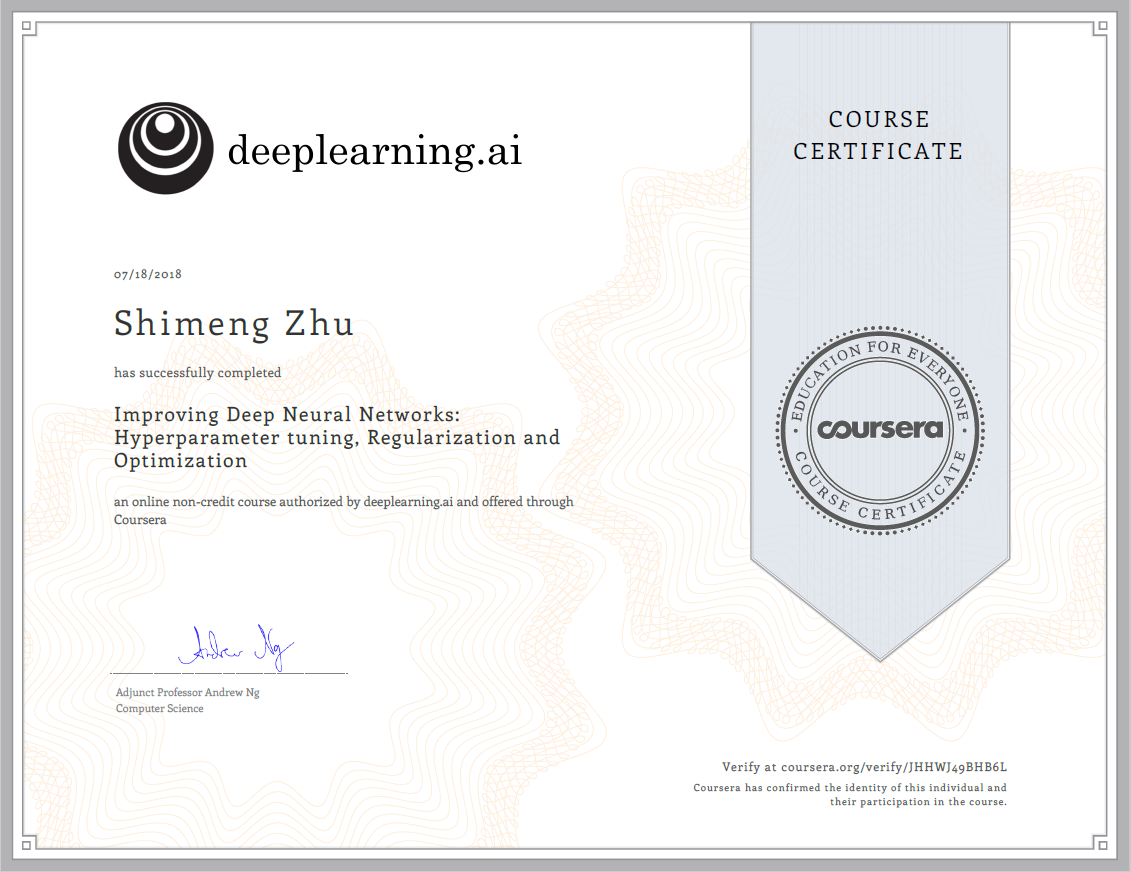 deeplearning.ai
COURSE
CERTIFICATE
07/18/2018
Shimeng Zhu
has successfully completed
Improving Deep Neural Networks:
Hyperparameter tuning, Regularization and
Optimization
an online non-credit course authorized by deeplearning.ai and offered through
Coursera
EDUCATION FOR EVERYONE
coursera
COURSE CERTIFICATE
Andrew Ng
Adjunct Professor Andrew Ng
Computer Science
Verify at coursera.org/verify/JHHWJ49BHB6L
Coursera has confirmed the identity of this individual and
their participation in the course.